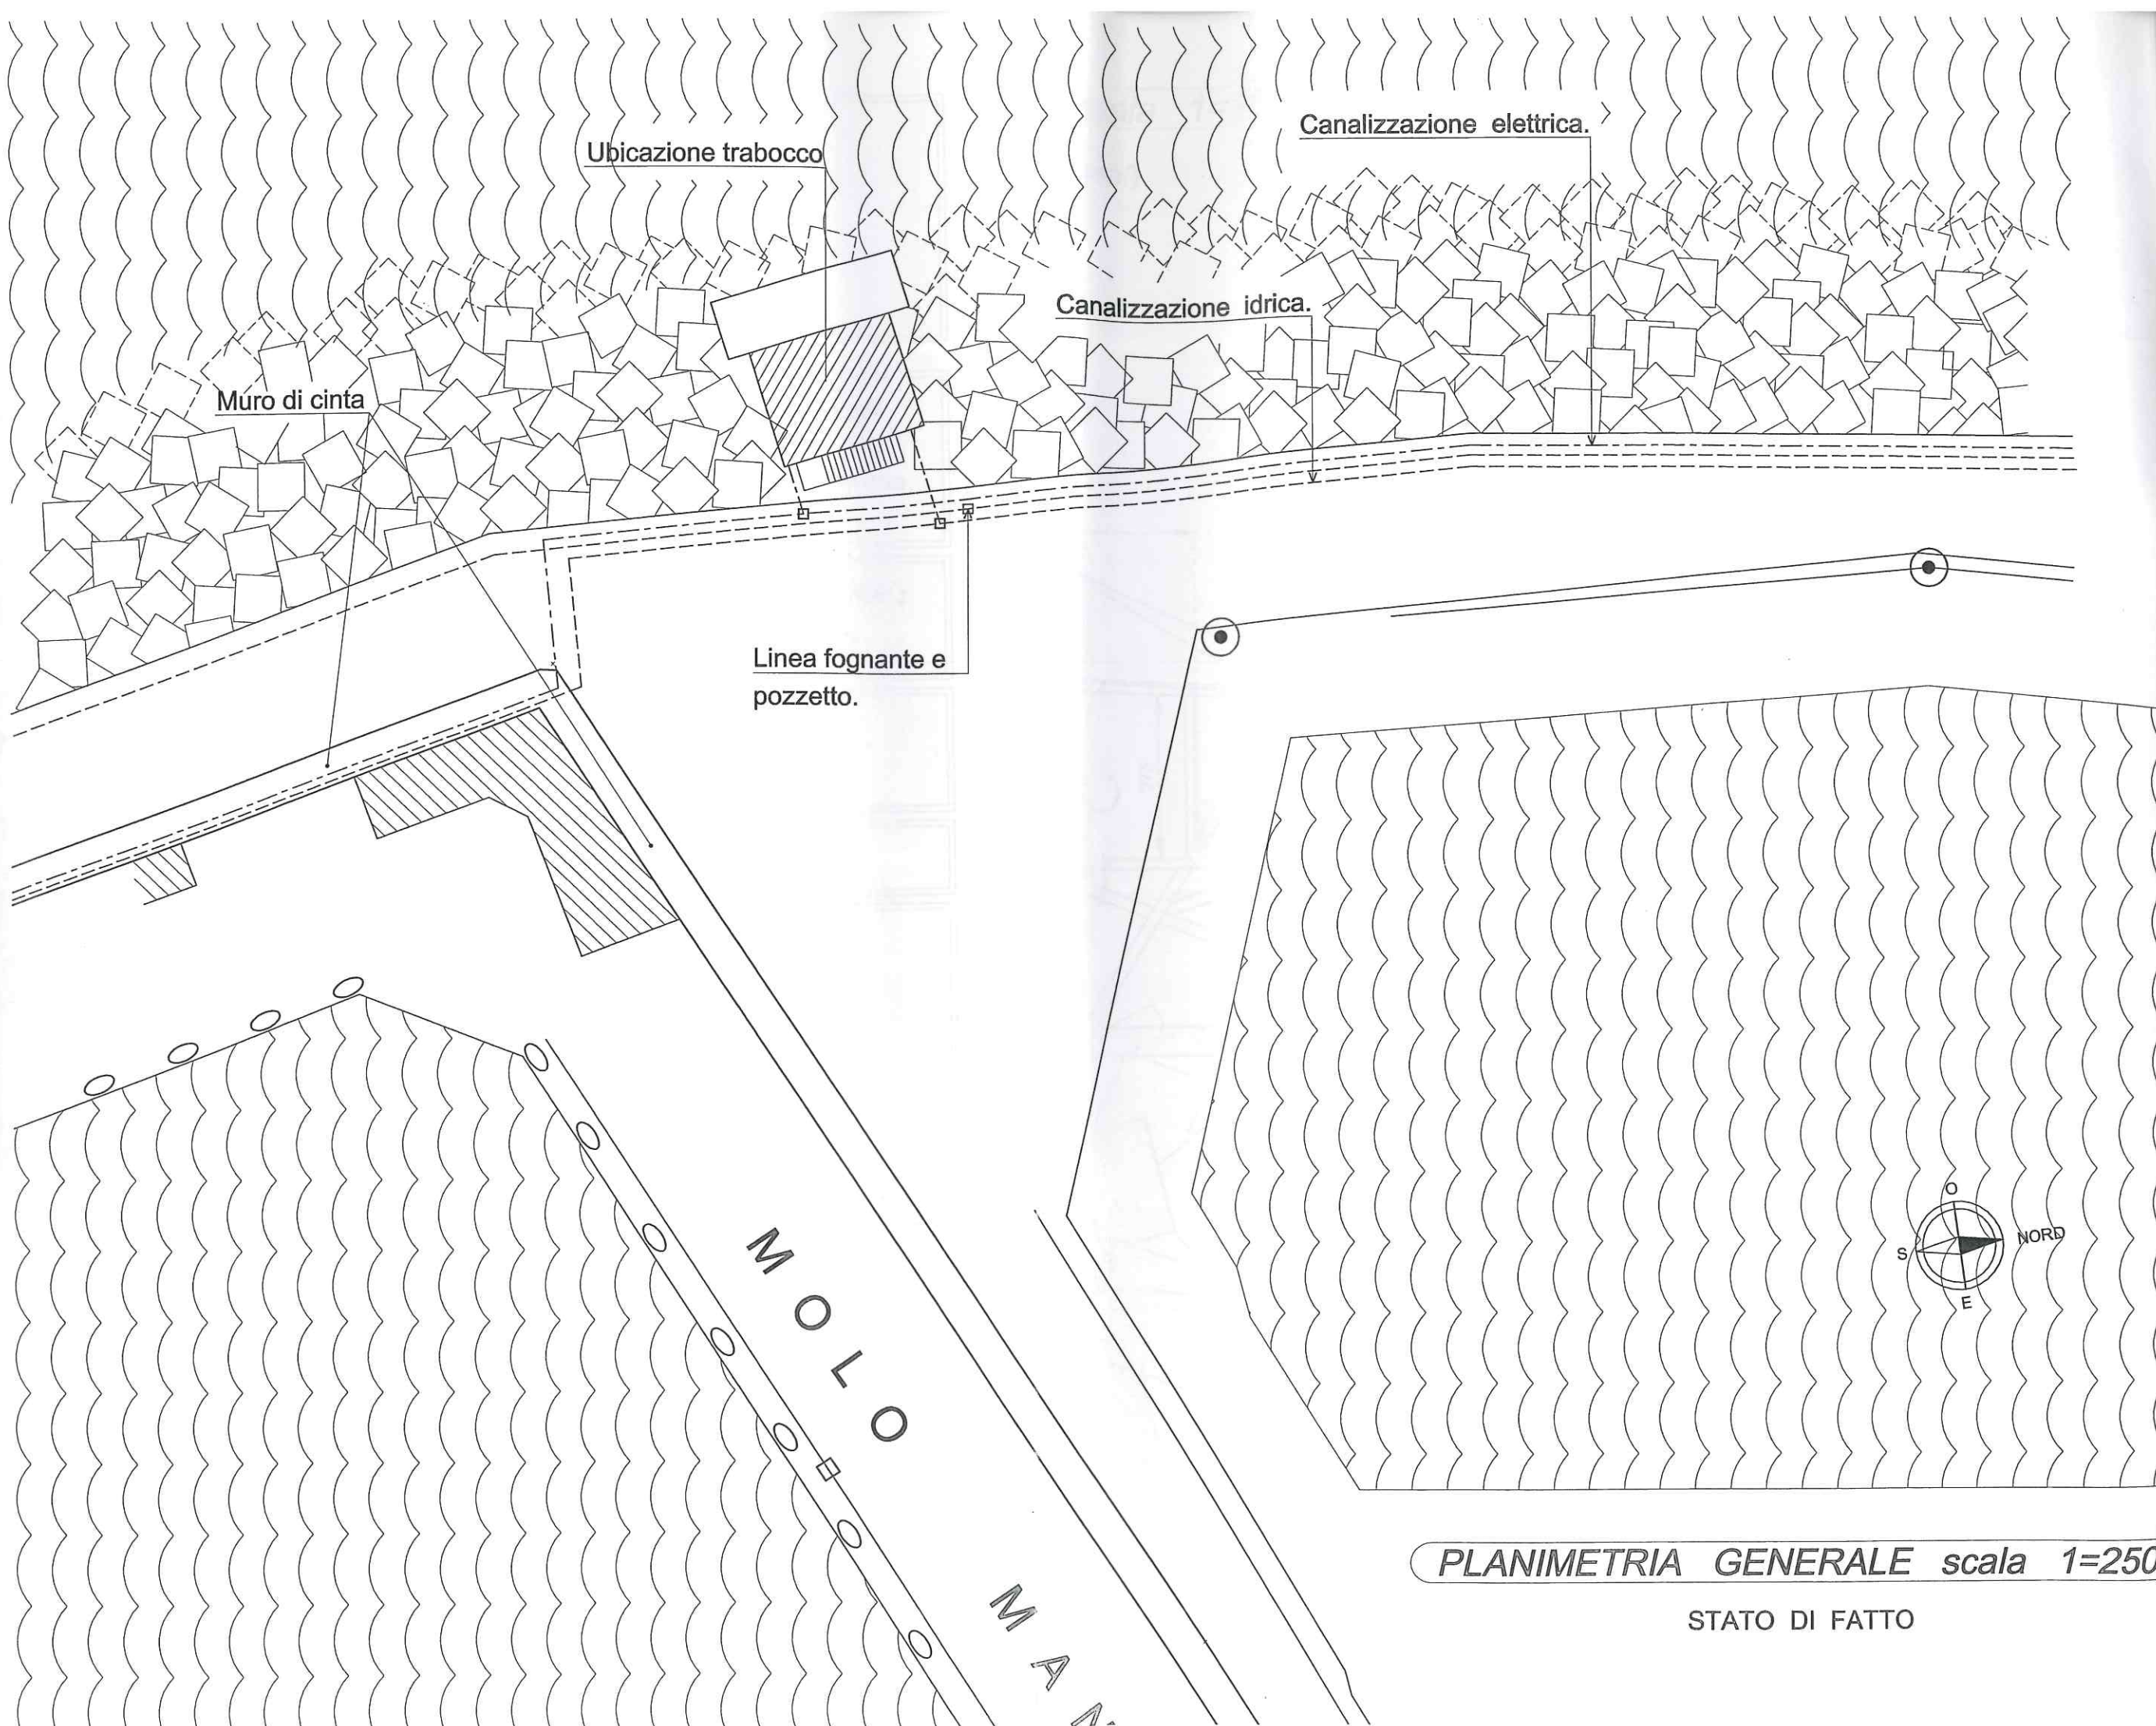 Canalizzazione elettrica.
Ubicazione trabocco
Canalizzazione idrica.
Muro di cinta
Linea fognante e
pozzetto.
MOLO
O
NORD
S
E
PLANIMETRIA GENERALE scala 1=250
STATO DI FATTO